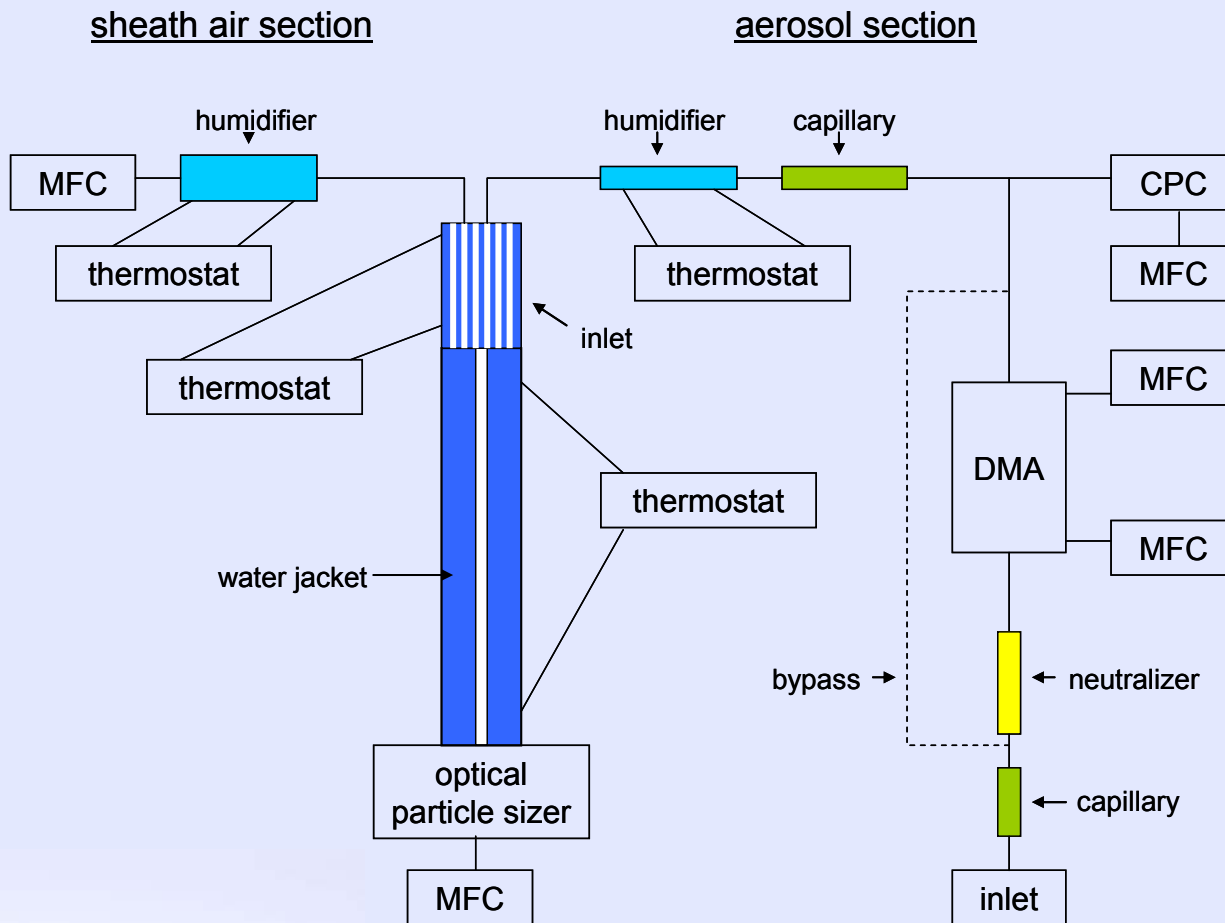 sheath air section
aerosol section
humidifier
humidifier
capillary
MFC
CPC
thermostat
thermostat
MFC
inlet
thermostat
MFC
DMA
thermostat
MFC
water jacket
bypass
neutralizer
optical
particle sizer
capillary
MFC
inlet